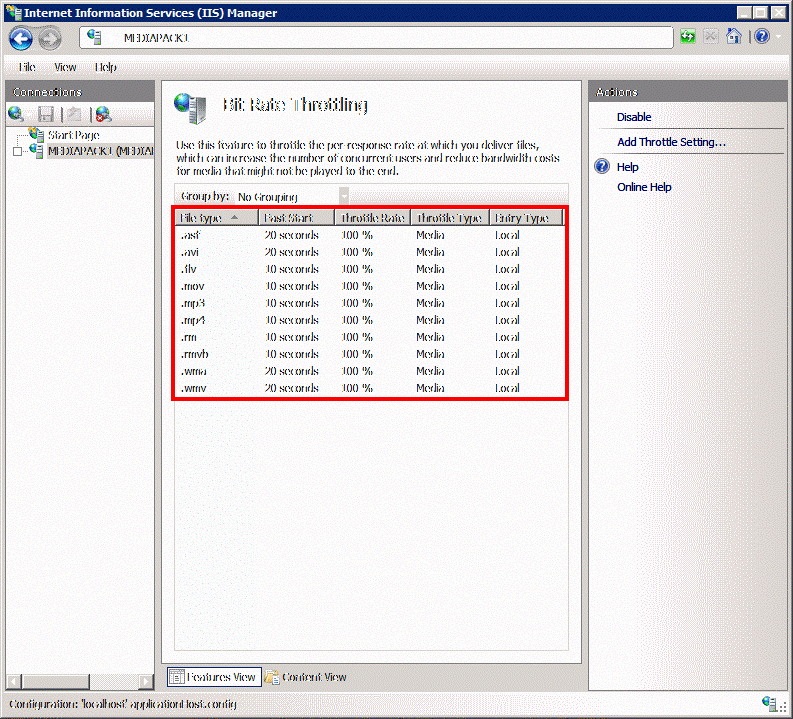 Internet Information Services (IIS) Manager
MEDIAPACK1
File View Help
Connections
Start Page
MEDIAPACK1 (MEDIAP
Bit Rate Throttling
Use this feature to throttle the per-response rate at which you deliver files,
which can increase the number of concurrent users and reduce bandwidth costs
for media that might not be played to the end.
Group by: No Grouping
File type Fast Start Throttle Rate Throttle Type Entry Type
.asf 20 seconds 100 % Media Local
.avi 20 seconds 100 % Media Local
.flv 10 seconds 100 % Media Local
.mov 10 seconds 100 % Media Local
.mp3 10 seconds 100 % Media Local
.mp4 10 seconds 100 % Media Local
.rm 10 seconds 100 % Media Local
.rmvb 10 seconds 100 % Media Local
.wma 20 seconds 100 % Media Local
.wmv 20 seconds 100 % Media Local
Features View Content View
Actions
Disable
Add Throttle Setting...
Help
Online Help
Configuration: 'localhost' applicationHost.config